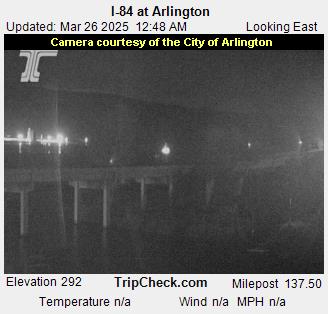 I-84 at Arlington
Updated: Mar 26 2025 12:48 AM Looking East
Camera courtesy of the City of Arlington
Elevation 292 TripCheck.com Milepost 137.50
Temperature n/a Wind n/a MPH n/a